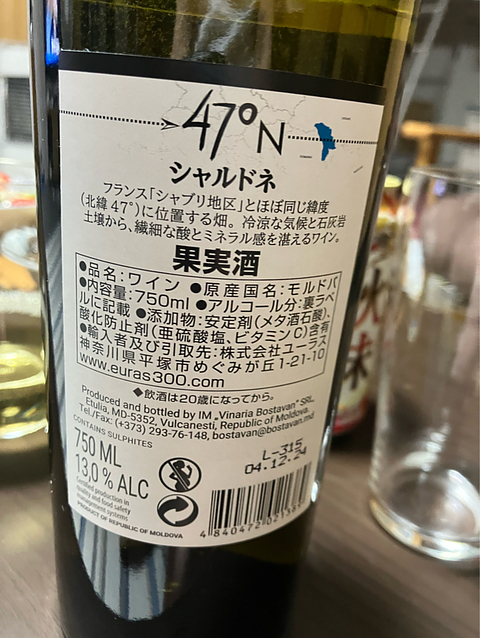 47°N
シャルドネ
フランス「シャブリ地区」とほぼ同じ緯度
(北緯47°)に位置する畑。冷涼な気候と石灰岩
土壌から、繊細な酸とミネラル感を湛えるワイン。
果実酒
●品名:ワイン ●原産国名:モルドバ
●内容量:750ml ●アルコール分:裏ラベ
ルに記載 ●添加物:安定剤(メタ酒石酸)、
酸化防止剤(亜硫酸塩、ビタミンC)含有
●輸入者及び引取先:株式会社ユーラス
神奈川県平塚市めぐみが丘1-21-10
www.euras300.com
◆飲酒は20歳になってから。
Produced and bottled by IM „Vinaria Bostavan" SRL,
Etulia, MD-5352, Vulcanesti, Republic of Moldova.
Tel./Fax: (+373) 293-76-148, bostavan@bostavan.md
CONTAINS SULPHITES
750 ML
13,0 % ALC
L-315
04.12.24
Certified production in
quality and food safety
management systems
PRODUCT OF REPUBLIC OF MOLDOVA
味